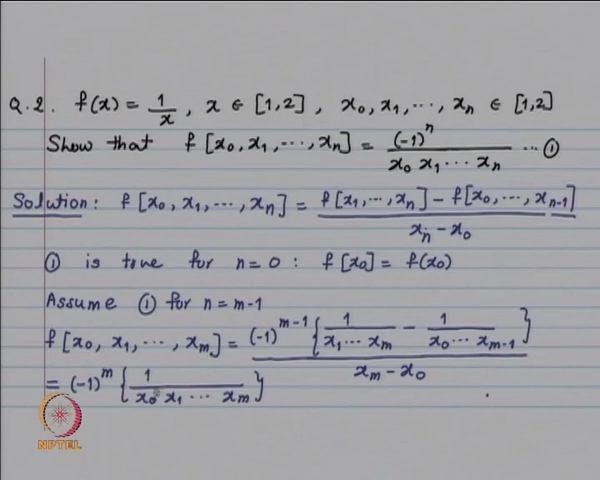 Q.2. f(x) = 1/x, x ∈ [1,2], x₀, x₁, ⋯, xₙ ∈ [1,2]
Show that f[x₀, x₁, ⋯, xₙ] = (-1)ⁿ / (x₀ x₁ ⋯ xₙ) ⋯ ①
Solution: f[x₀, x₁, ⋯, xₙ] = (f[x₁, ⋯, xₙ] - f[x₀, ⋯, xₙ₋₁]) / (xₙ - x₀)
① is true for n = 0 : f[x₀] = f(x₀)
Assume ① for n = m-1
f[x₀, x₁, ⋯, xₘ] = (-1)ᵐ⁻¹ {1/(x₁ ⋯ xₘ) - 1/(x₀ ⋯ xₘ₋₁)} / (xₘ - x₀)
= (-1)ᵐ {1/(x₀ x₁ ⋯ xₘ)}
NPTEL